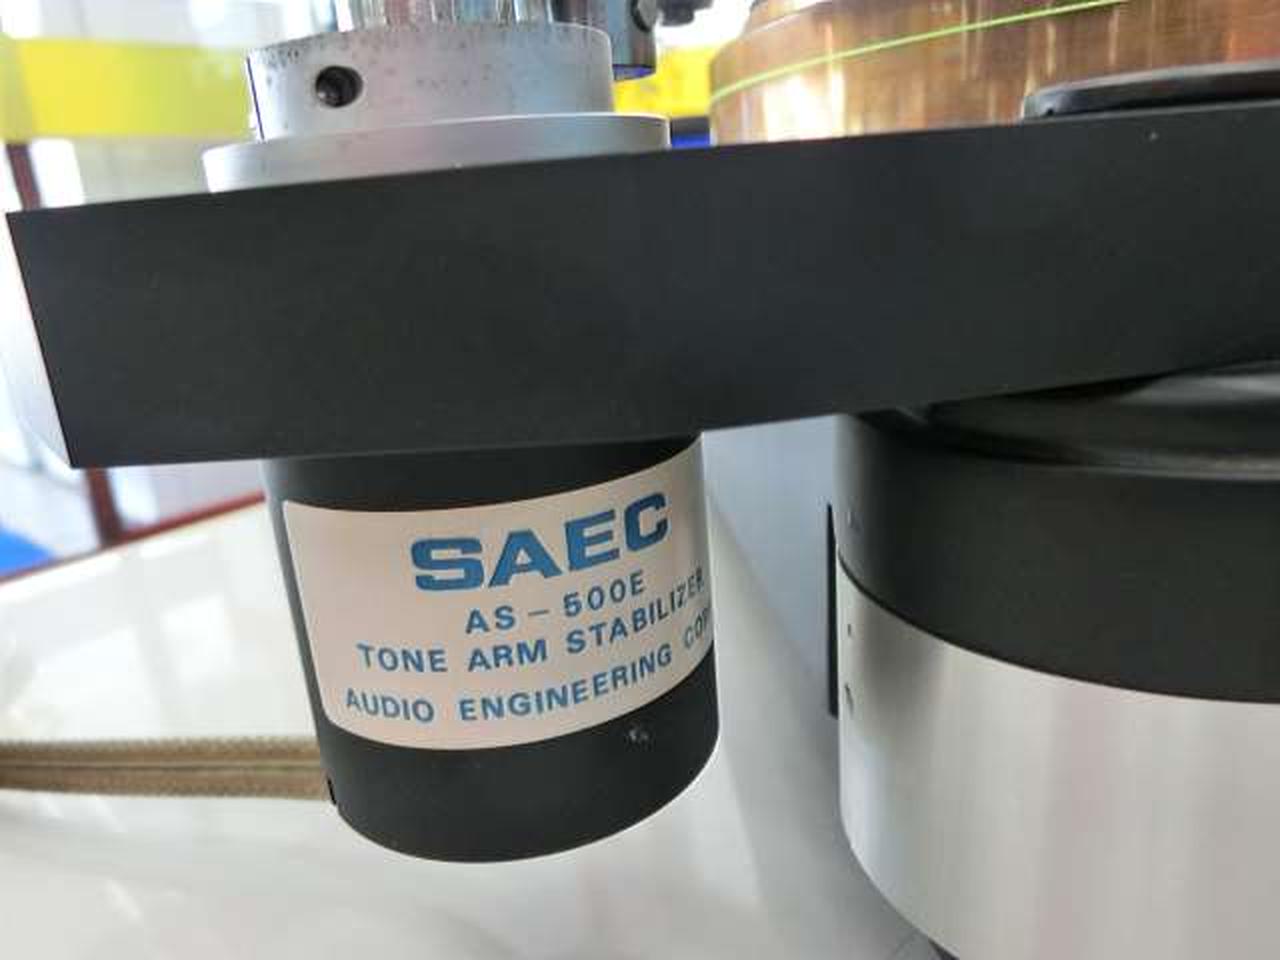 SAEC
AS-500E
TONE ARM STABILIZER
AUDIO ENGINEERING